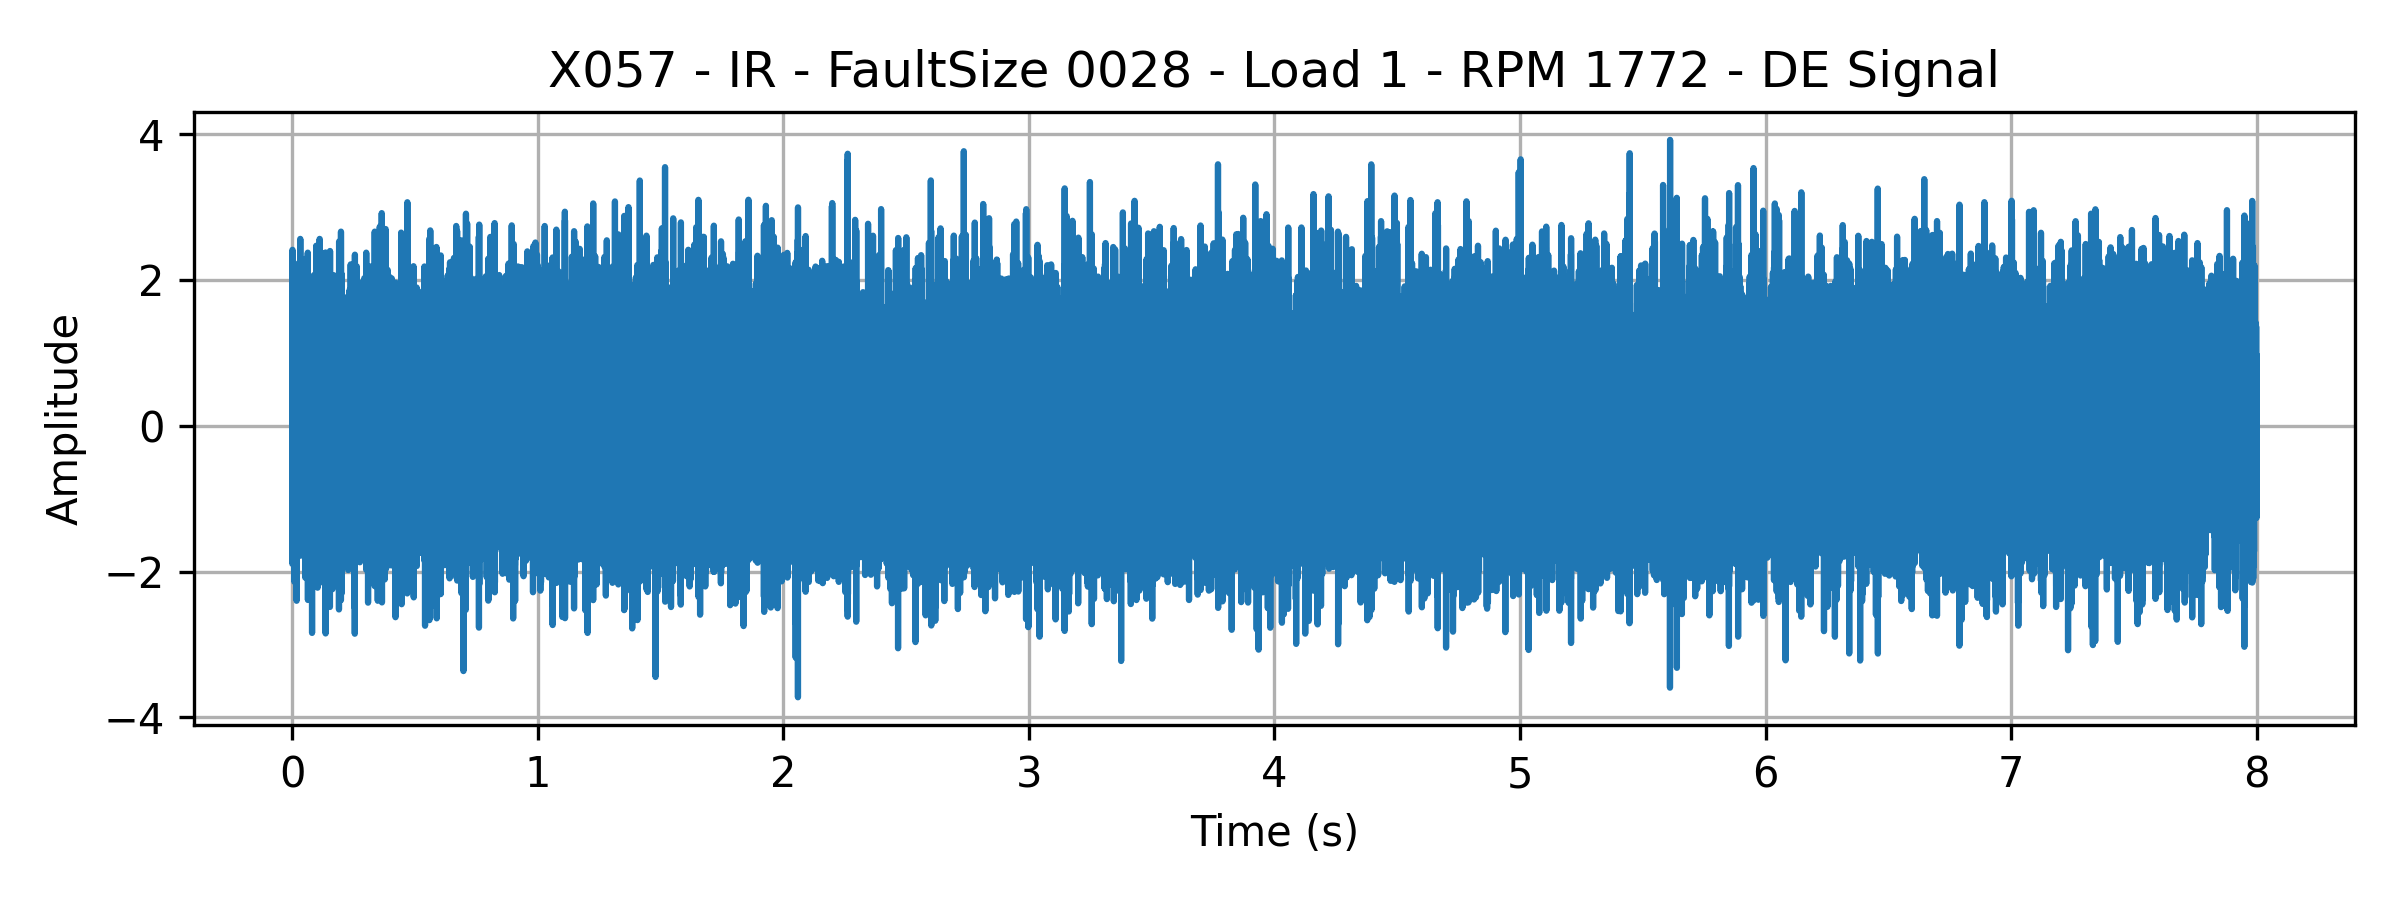 X057 - IR - FaultSize 0028 - Load 1 - RPM 1772 - DE Signal
4
2
0
−2
−4
Amplitude
0 1 2 3 4 5 6 7 8
Time (s)